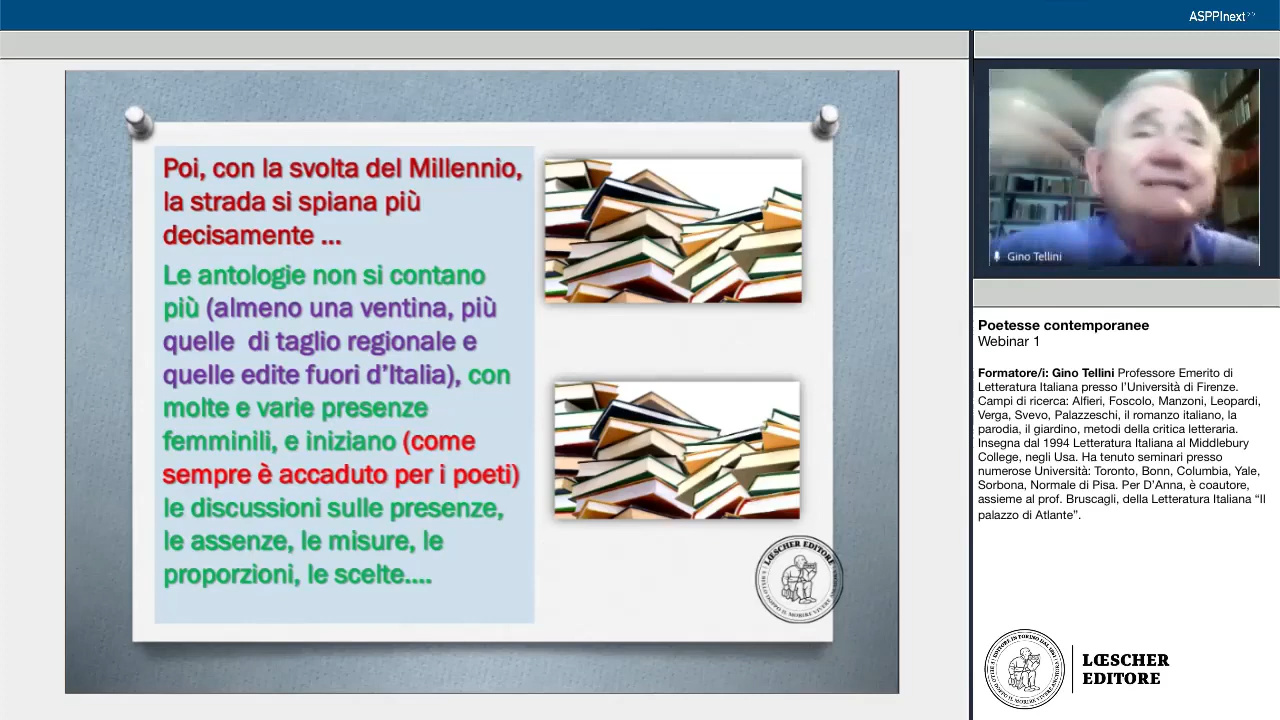 ASPPInext>>
Poi, con la svolta del Millennio,
la strada si spiana più
decisamente ...
Le antologie non si contano
più (almeno una ventina, più
quelle di taglio regionale e
quelle edite fuori d'Italia), con
molte e varie presenze
femminili, e iniziano (come
sempre è accaduto per i poeti)
le discussioni sulle presenze,
le assenze, le misure, le
proporzioni, le scelte....
LŒSCHER EDITORE
Gino Tellini
Poetesse contemporanee
Webinar 1
Formatore/i: Gino Tellini Professore Emerito di
Letteratura Italiana presso l'Università di Firenze.
Campi di ricerca: Alfieri, Foscolo, Manzoni, Leopardi,
Verga, Svevo, Palazzeschi, il romanzo italiano, la
parodia, il giardino, metodi della critica letteraria.
Insegna dal 1994 Letteratura Italiana al Middlebury
College, negli Usa. Ha tenuto seminari presso
numerose Università: Toronto, Bonn, Columbia, Yale,
Sorbona, Normale di Pisa. Per D'Anna, è coautore,
assieme al prof. Bruscagli, della Letteratura Italiana "Il
palazzo di Atlante".
LŒSCHER
EDITORE